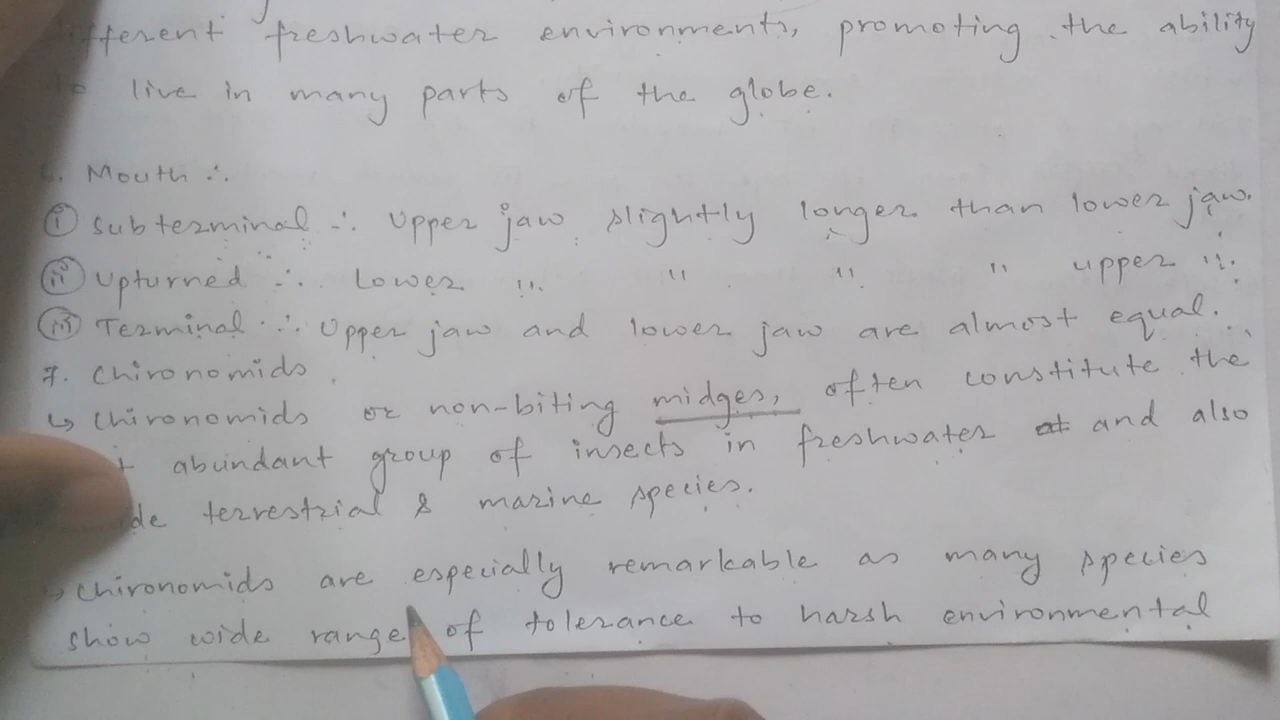 different freshwater environments, promoting the ability
to live in many parts of the globe.
6. Mouth ∴
(i) Subterminal ∴ Upper jaw slightly longer than lower jaw.
(ii) Upturned ∴ Lower " " " " upper "
(iii) Terminal ∴ Upper jaw and lower jaw are almost equal.
7. Chironomids
↳ Chironomids or non-biting midges, often constitute the
abundant group of insects in freshwater and also
terrestrial & marine species.
↳ Chironomids are especially remarkable as many species
show wide range of tolerance to harsh environmental